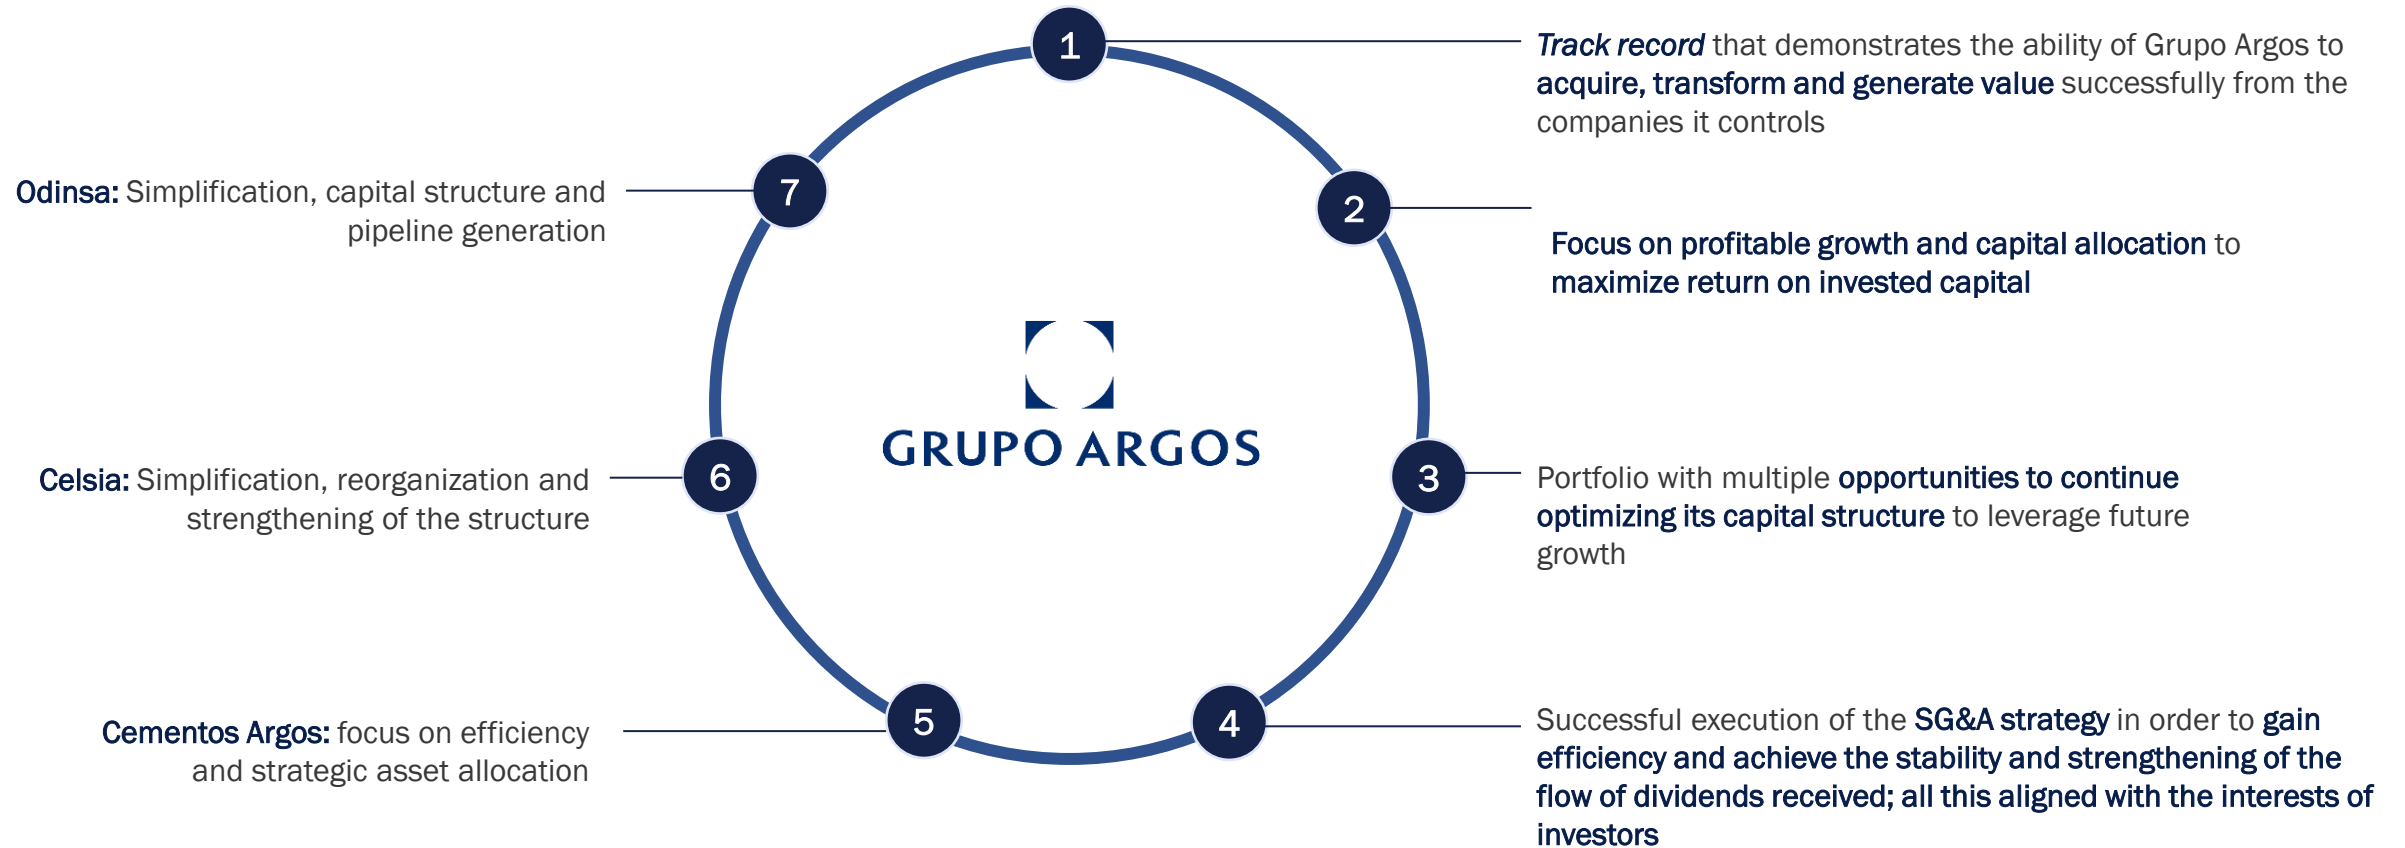 1
Track record that demonstrates the ability of Grupo Argos to
acquire, transform and generate value successfully from the
companies it controls
2
Focus on profitable growth and capital allocation to
maximize return on invested capital
3
Portfolio with multiple opportunities to continue
optimizing its capital structure to leverage future
growth
4
Successful execution of the SG&A strategy in order to gain
efficiency and achieve the stability and strengthening of the
flow of dividends received; all this aligned with the interests of
investors
5
Cementos Argos: focus on efficiency
and strategic asset allocation
6
Celsia: Simplification, reorganization and
strengthening of the structure
7
Odinsa: Simplification, capital structure and
pipeline generation
GRUPO ARGOS